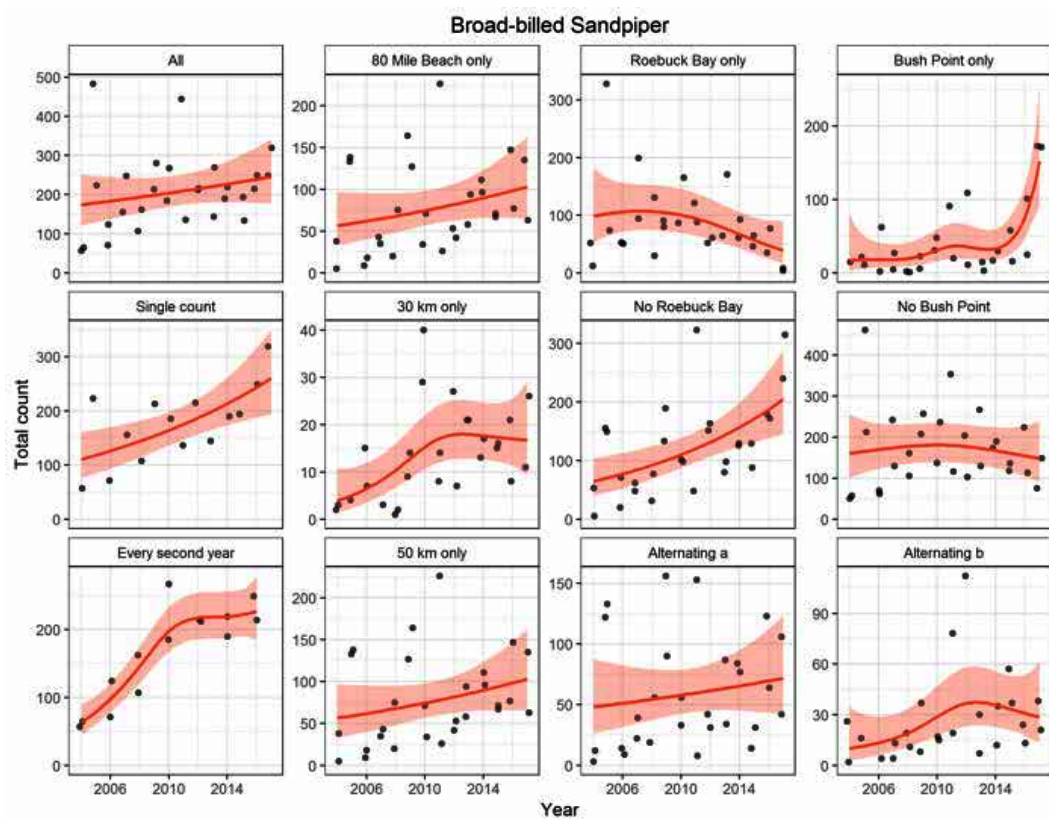 Broad-billed Sandpiper
All
80 Mile Beach only
Roebuck Bay only
Bush Point only
500
400
300
200
100
0
200
150
100
50
0
300
200
100
0
200
100
0
Single count
30 km only
No Roebuck Bay
No Bush Point
300
200
100
0
40
30
20
10
0
300
200
100
0
400
300
200
100
0
Every second year
50 km only
Alternating a
Alternating b
200
100
0
200
150
100
50
0
150
100
50
0
90
60
30
0
2006 2010 2014
2006 2010 2014
2006 2010 2014
2006 2010 2014
Total count
Year